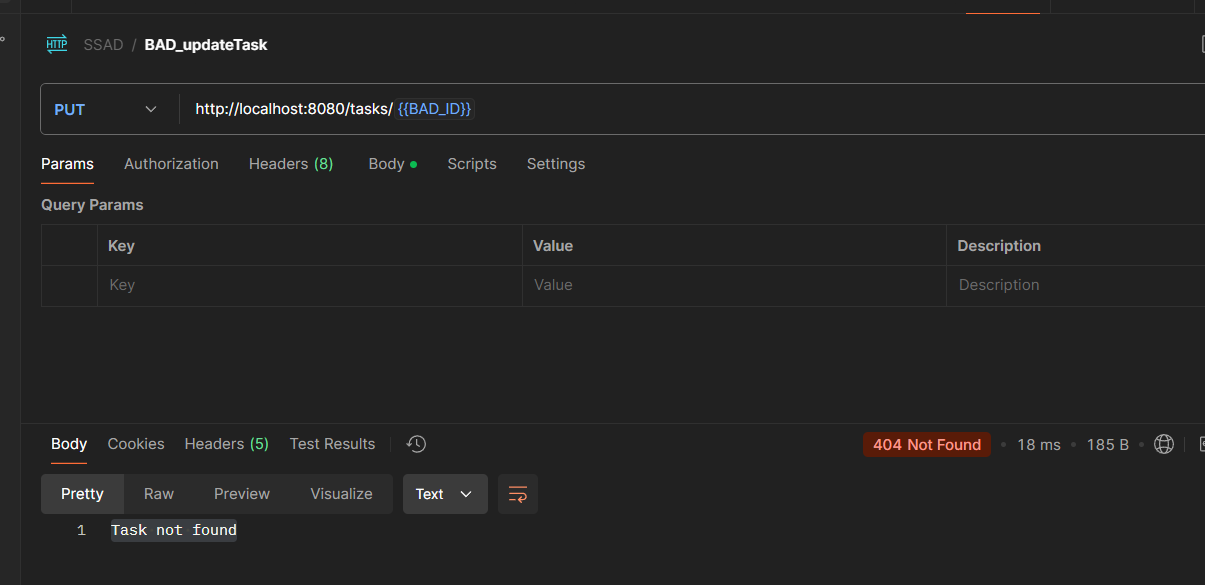 HTTP SSAD / BAD_updateTask
PUT http://localhost:8080/tasks/ {{BAD_ID}}
Params Authorization Headers (8) Body Scripts Settings
Query Params
Key Value Description
Key Value Description
Body Cookies Headers (5) Test Results 404 Not Found 18 ms 185 B
Pretty Raw Preview Visualize Text
1 Task not found